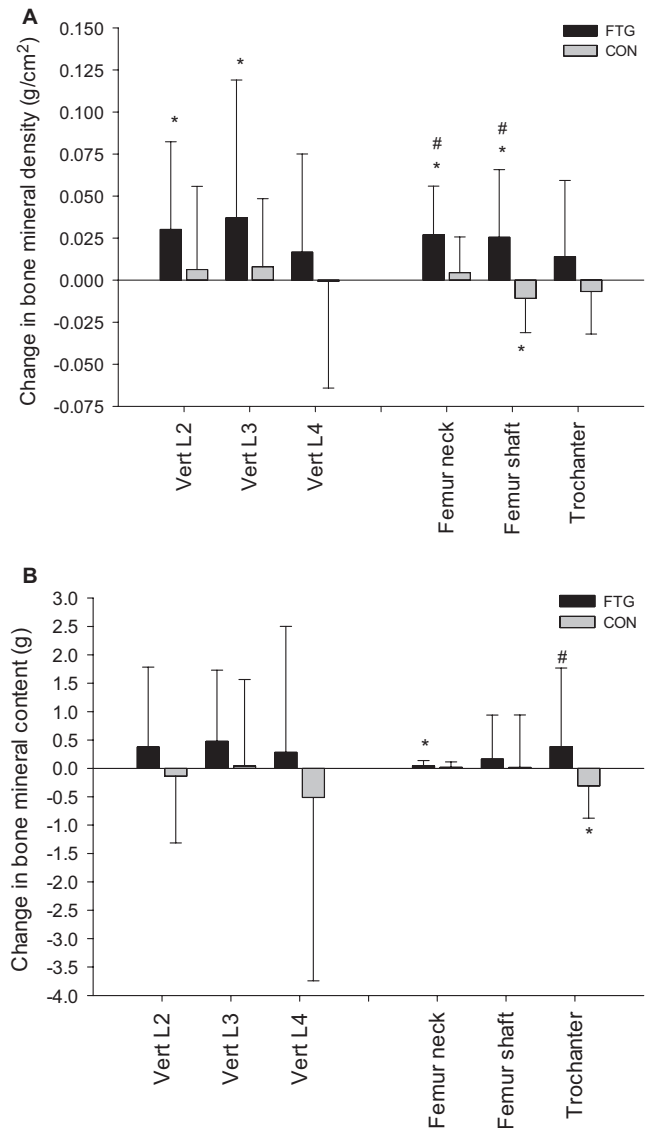 A
Change in bone mineral density (g/cm²)
0.150
0.125
0.100
0.075
0.050
0.025
0.000
-0.025
-0.050
-0.075
FTG
CON
*
*
#
*
#
*
*
Vert L2
Vert L3
Vert L4
Femur neck
Femur shaft
Trochanter
B
Change in bone mineral content (g)
3.0
2.5
2.0
1.5
1.0
0.5
0.0
-0.5
-1.0
-1.5
-2.0
-2.5
-3.0
-3.5
-4.0
FTG
CON
*
#
*
Vert L2
Vert L3
Vert L4
Femur neck
Femur shaft
Trochanter